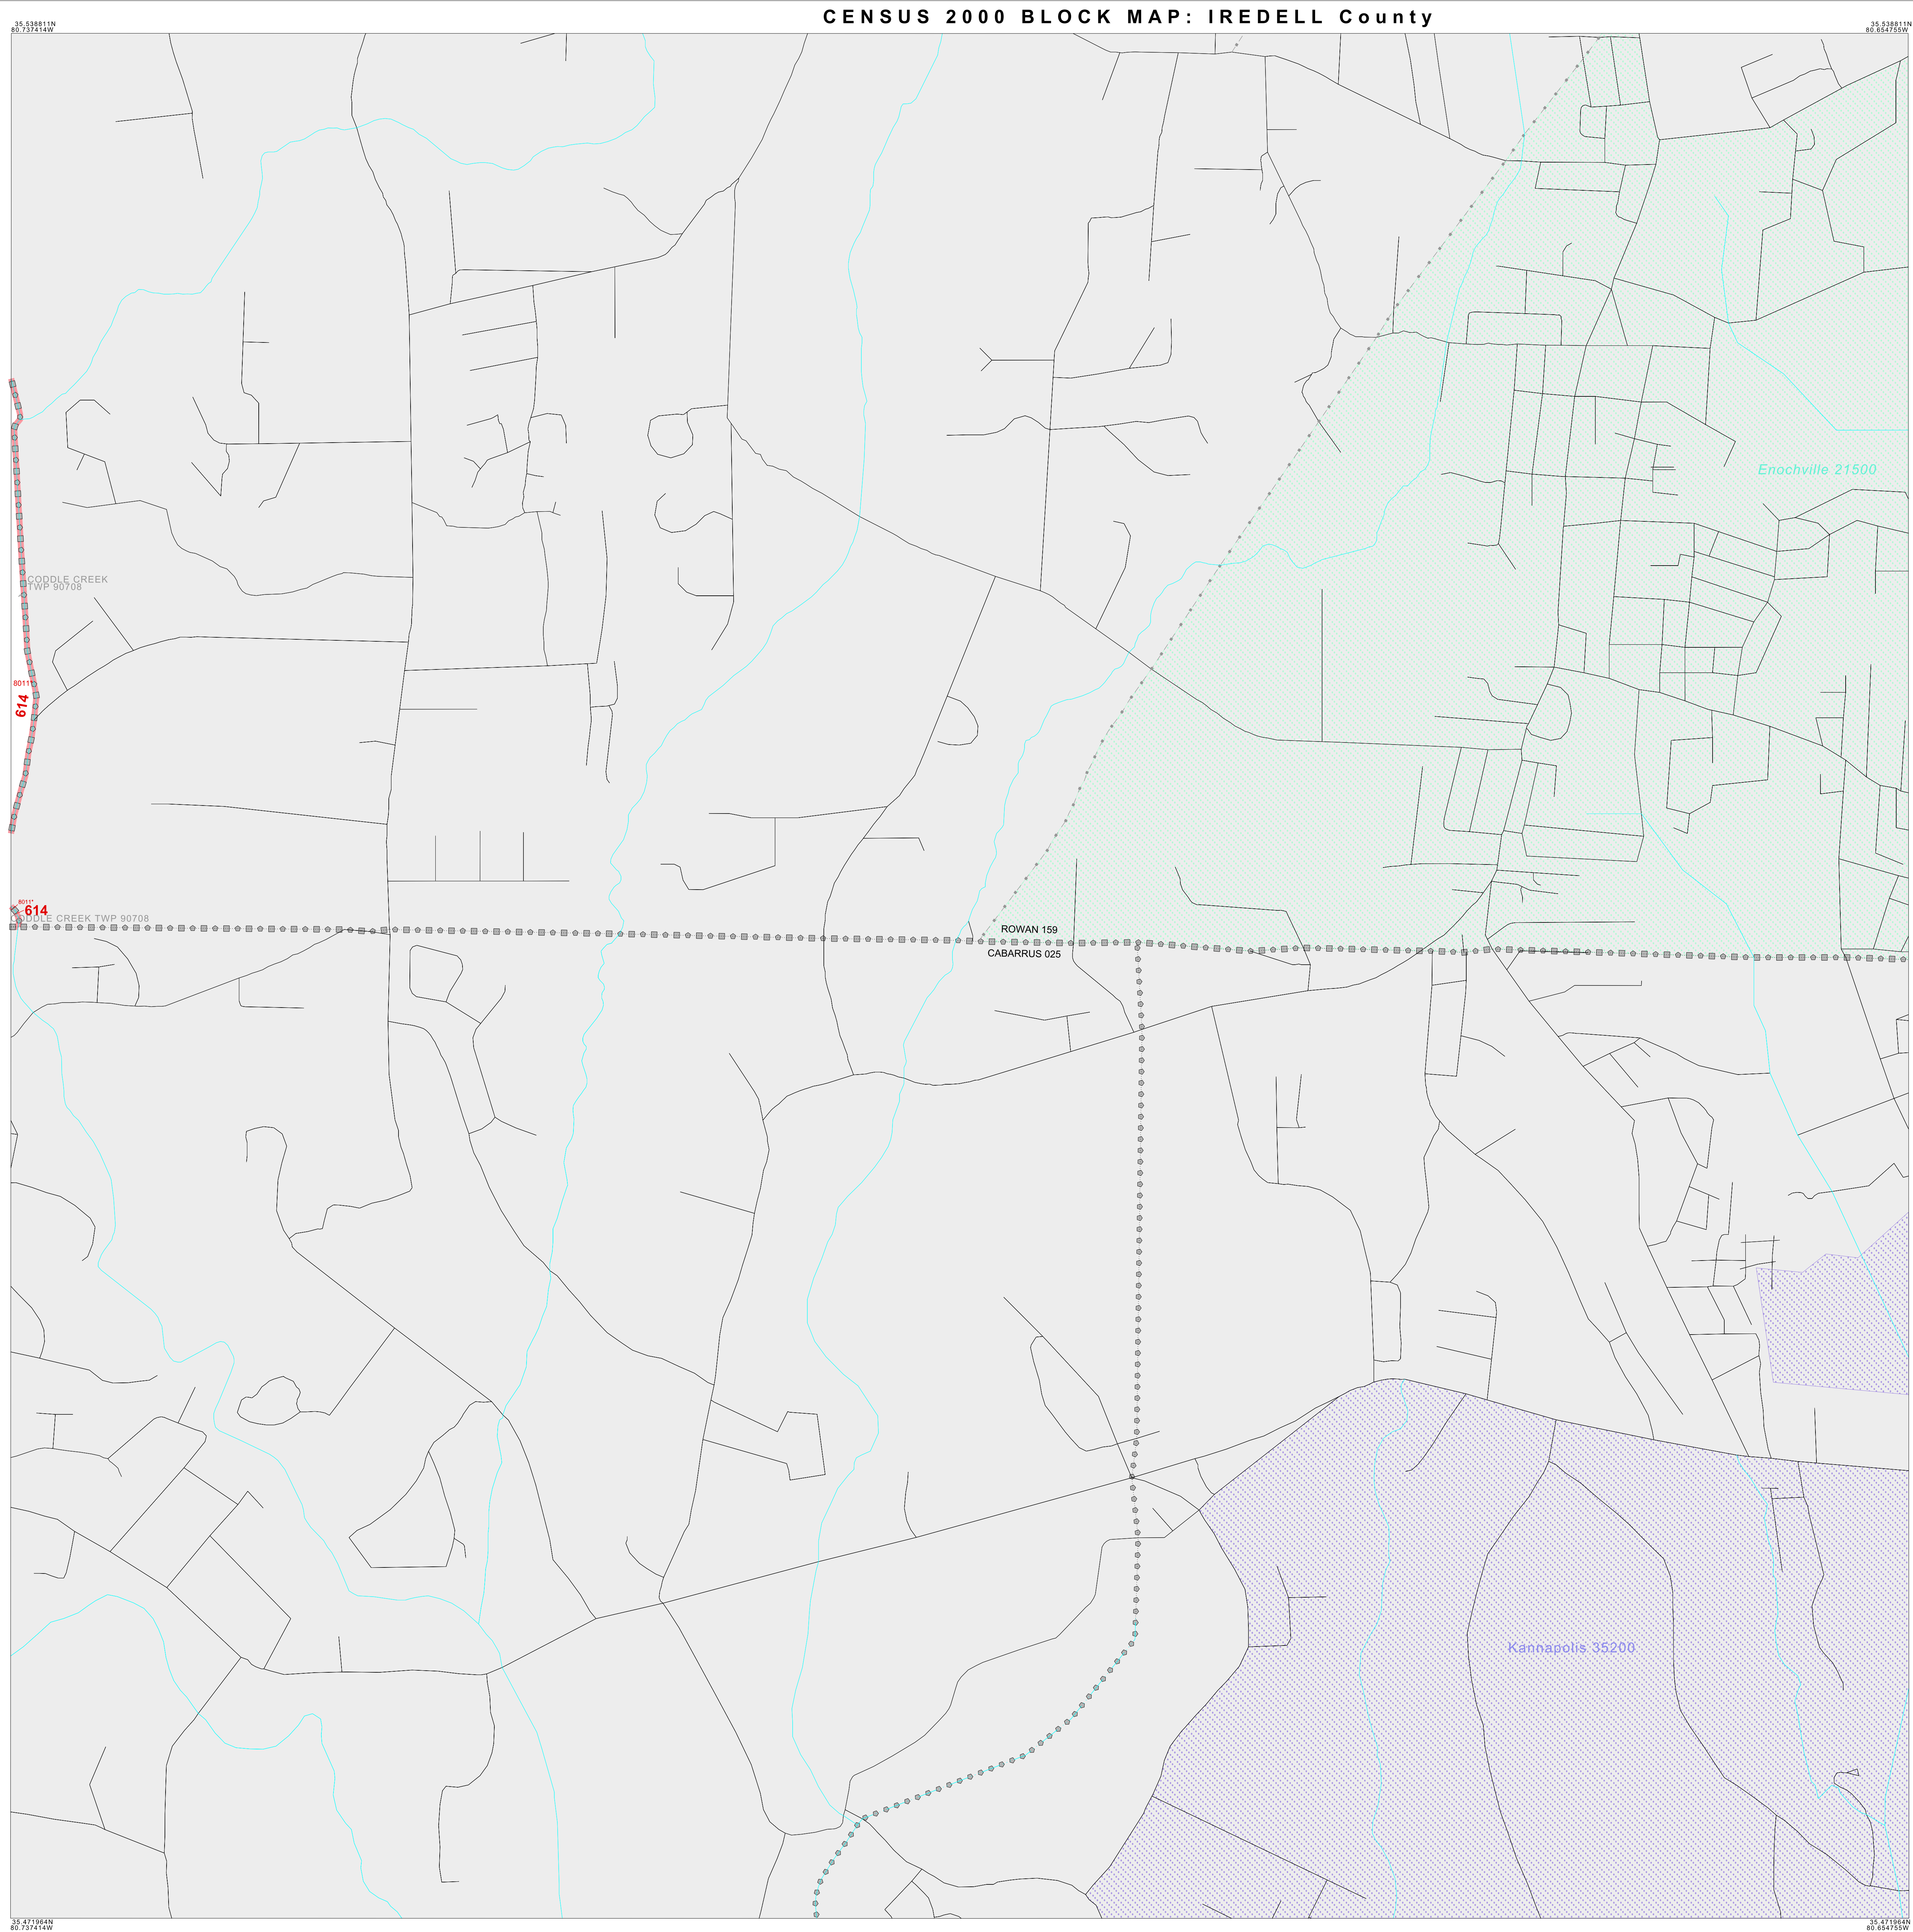 CENSUS 2000 BLOCK MAP: IREDELL County
35.538811N
80.737414W
35.538811N
80.654755W
Enochville 21500
CODDLE CREEK
TWP 90708
8011*
614
8011*
614
CODDLE CREEK TWP 90708
ROWAN 159
CABARRUS 025
Kannapolis 35200
35.471964N
80.737414W
35.471964N
80.654755W